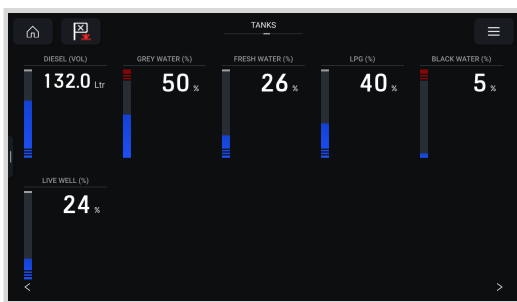 TANKS
DIESEL (VOL)
132.0 Ltr
GREY WATER (%)
50 %
FRESH WATER (%)
26 %
LPG (%)
40 %
BLACK WATER (%)
5 %
LIVE WELL (%)
24 %